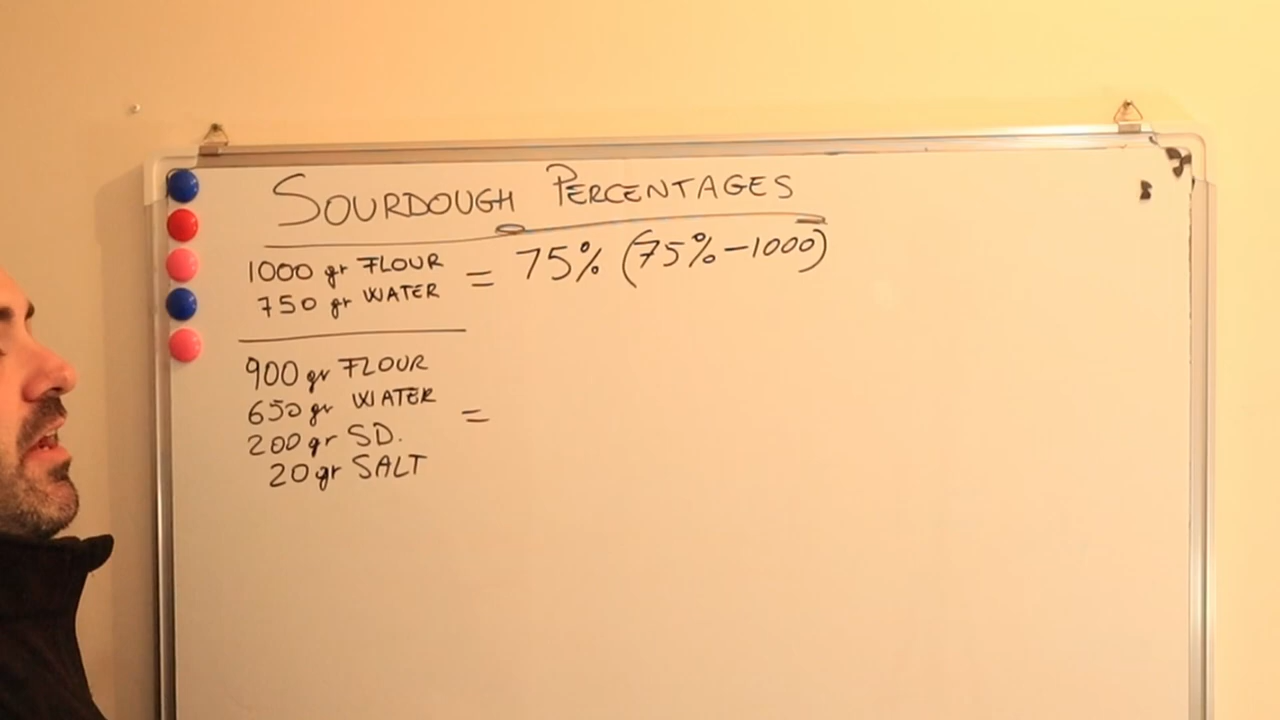 SOURDOUGH PERCENTAGES
1000 gr FLOUR
750 gr WATER
= 75% (75%-1000)
900 gr FLOUR
650 gr WATER
200 gr SD.
20 gr SALT
=